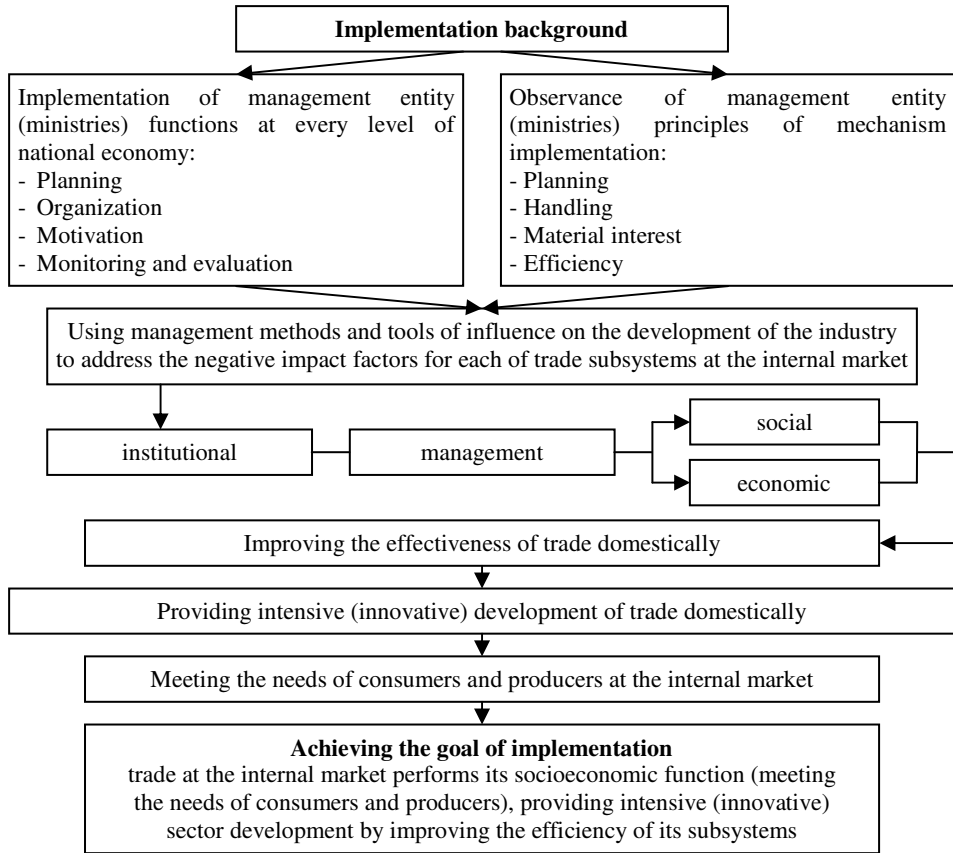 Implementation background
Implementation of management entity
(ministries) functions at every level of
national economy:
- Planning
- Organization
- Motivation
- Monitoring and evaluation
Observance of management entity
(ministries) principles of mechanism
implementation:
- Planning
- Handling
- Material interest
- Efficiency
Using management methods and tools of influence on the development of the industry
to address the negative impact factors for each of trade subsystems at the internal market
institutional
management
social
economic
Improving the effectiveness of trade domestically
Providing intensive (innovative) development of trade domestically
Meeting the needs of consumers and producers at the internal market
Achieving the goal of implementation
trade at the internal market performs its socioeconomic function (meeting
the needs of consumers and producers), providing intensive (innovative)
sector development by improving the efficiency of its subsystems